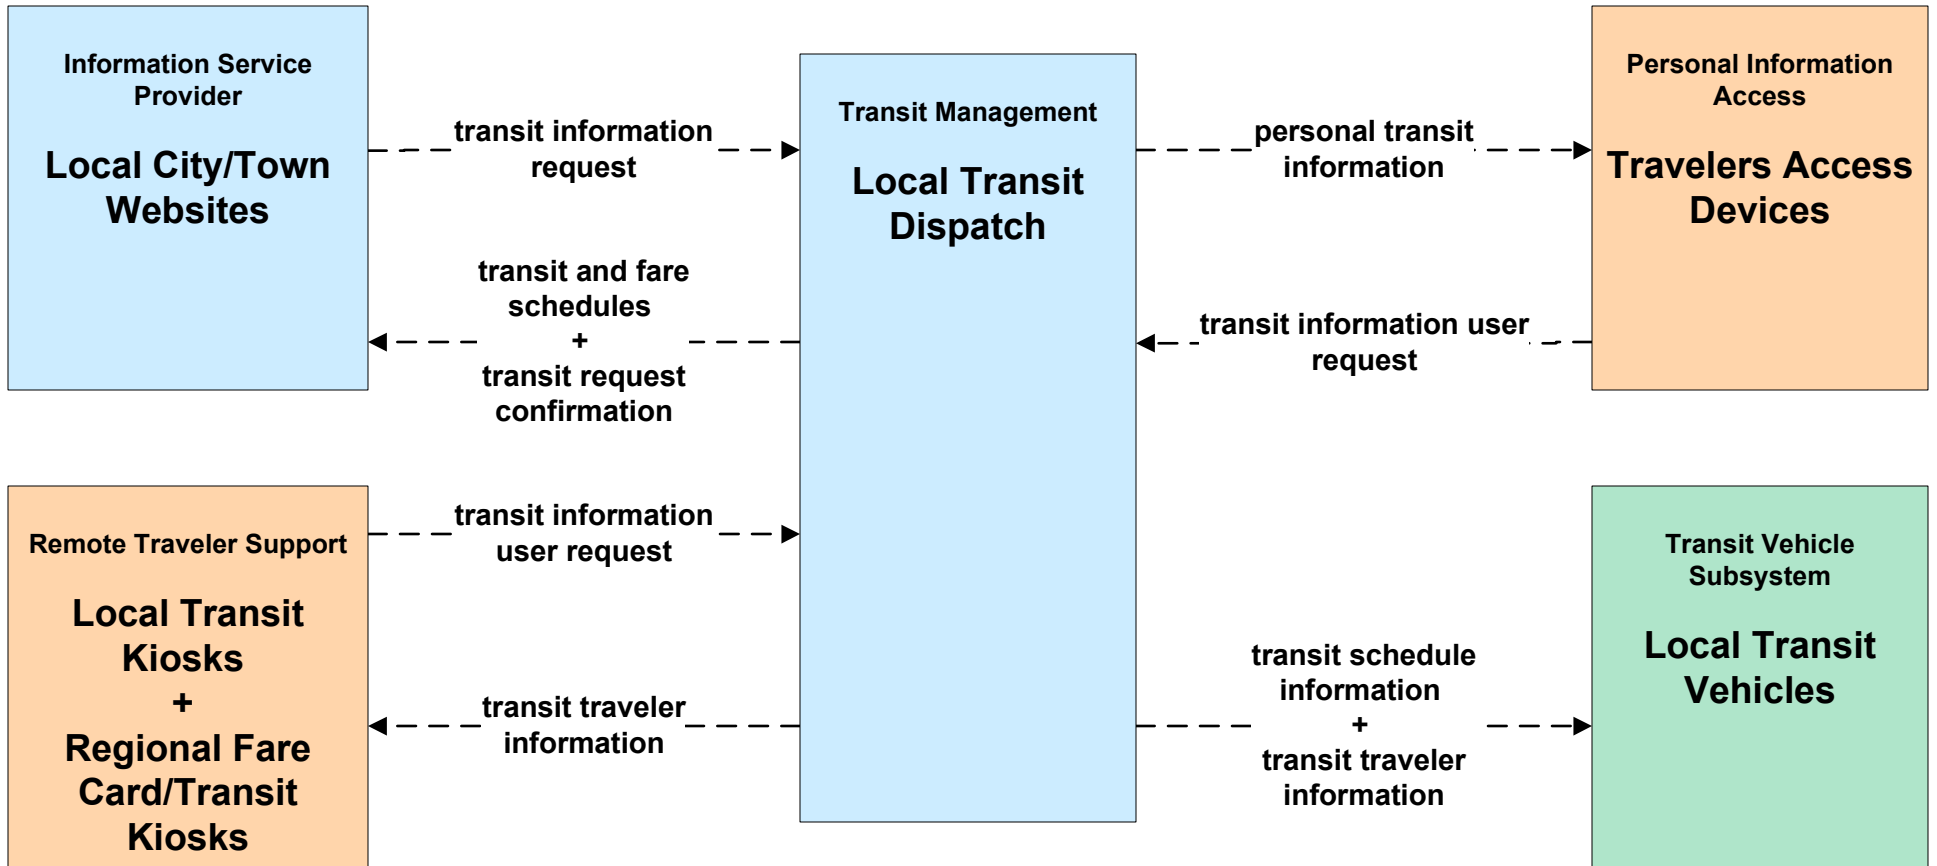 Information Service
Provider
Local City/Town
Websites
transit information
request
transit and fare
schedules
+
transit request
confirmation
Transit Management
Local Transit
Dispatch
personal transit
information
transit information user
request
Personal Information
Access
Travelers Access
Devices
Remote Traveler Support
Local Transit
Kiosks
+
Regional Fare
Card/Transit
Kiosks
transit information
user request
transit traveler
information
transit schedule
information
+
transit traveler
information
Transit Vehicle
Subsystem
Local Transit
Vehicles